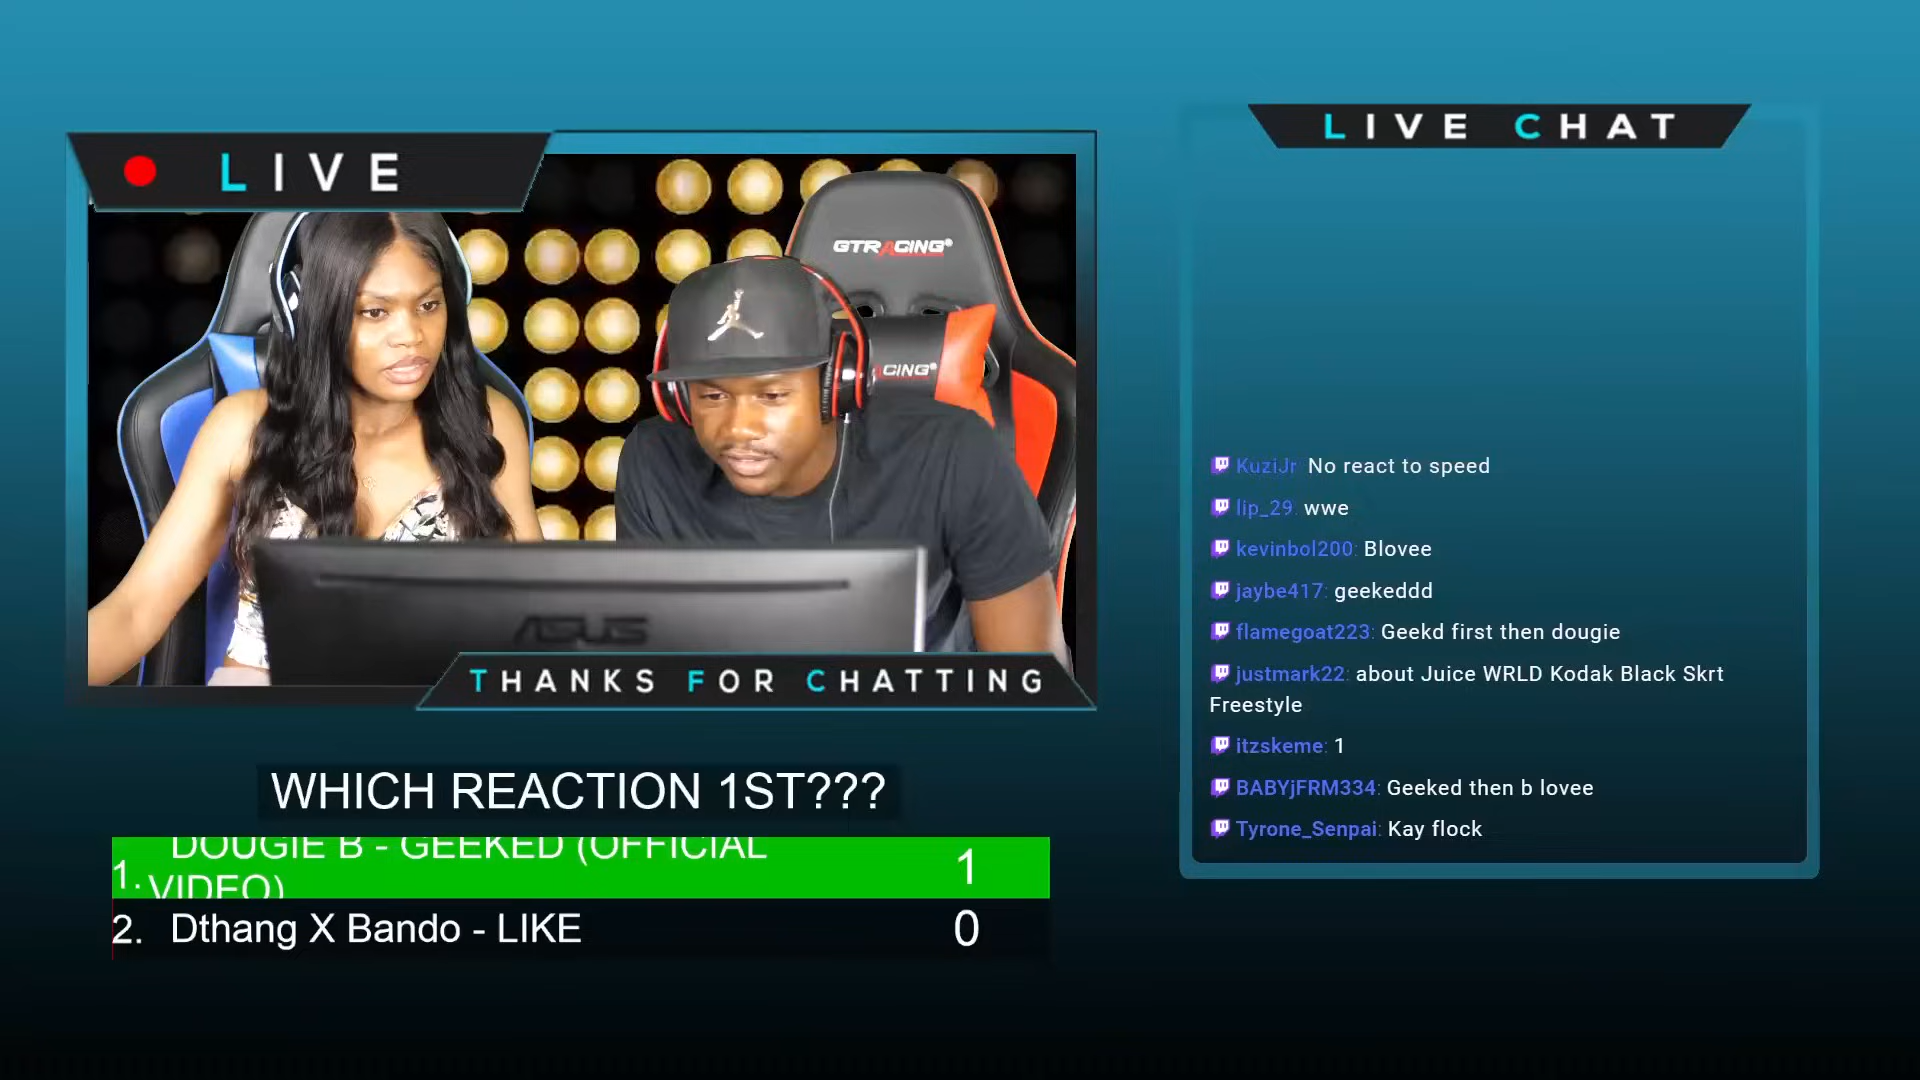 LIVE
GTRACING®
CING®
ASUS
THANKS FOR CHATTING
WHICH REACTION 1ST???
1. DOUGIE B - GEEKED (OFFICIAL
VIDEO) 1
2. Dthang X Bando - LIKE 0
LIVE CHAT
KuziJr: No react to speed
lip_29: wwe
kevinbol200: Blovee
jaybe417: geekeddd
flamegoat223: Geekd first then dougie
justmark22: about Juice WRLD Kodak Black Skrt
Freestyle
itzskeme: 1
BABYjFRM334: Geeked then b lovee
Tyrone_Senpai: Kay flock